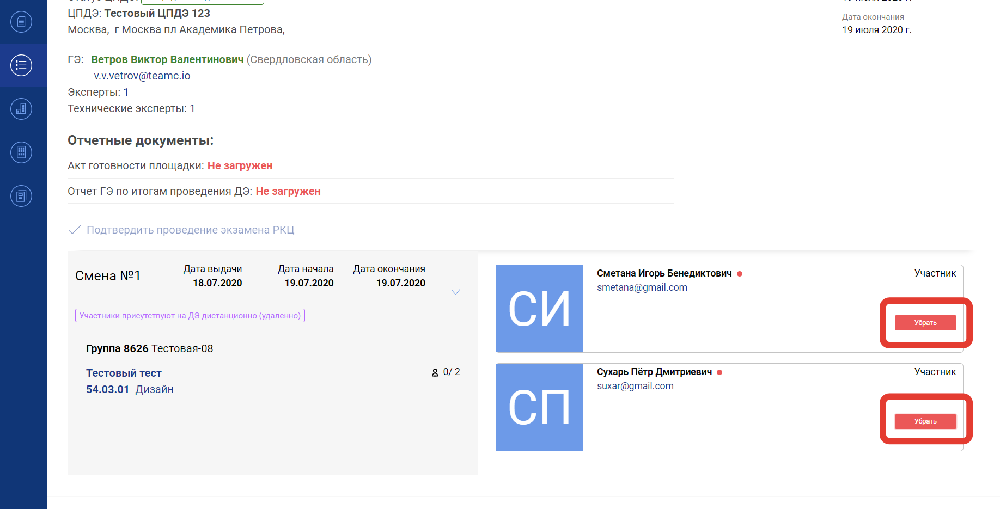 ЦПДЭ: Тестовый ЦПДЭ 123
Москва, г Москва пл Академика Петрова,
Дата окончания
19 июля 2020 г.
ГЭ: Ветров Виктор Валентинович (Свердловская область)
v.v.vetrov@teamc.io
Эксперты: 1
Технические эксперты: 1
Отчетные документы:
Акт готовности площадки: Не загружен
Отчет ГЭ по итогам проведения ДЭ: Не загружен
Подтвердить проведение экзамена РКЦ
Смена №1
Дата выдачи
18.07.2020
Дата начала
19.07.2020
Дата окончания
19.07.2020
Участники присутствуют на ДЭ дистанционно (удаленно)
Группа 8626 Тестовая-08
Тестовый тест
0/ 2
54.03.01 Дизайн
СИ
Сметана Игорь Бенедиктович
Участник
smetana@gmail.com
Убрать
СП
Сухарь Пётр Дмитриевич
Участник
suxar@gmail.com
Убрать